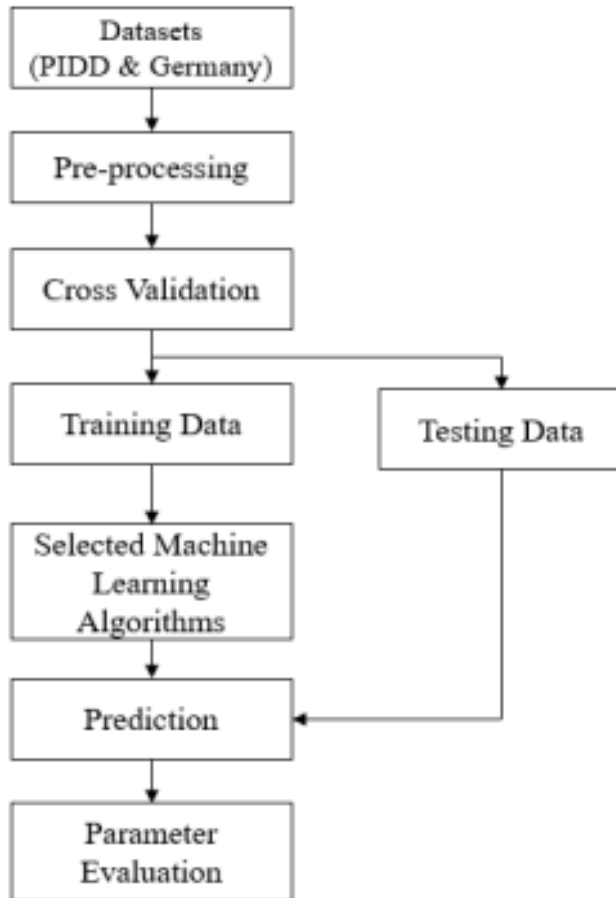 Datasets
(PIDD & Germany)
Pre-processing
Cross Validation
Training Data
Testing Data
Selected Machine
Learning
Algorithms
Prediction
Parameter
Evaluation